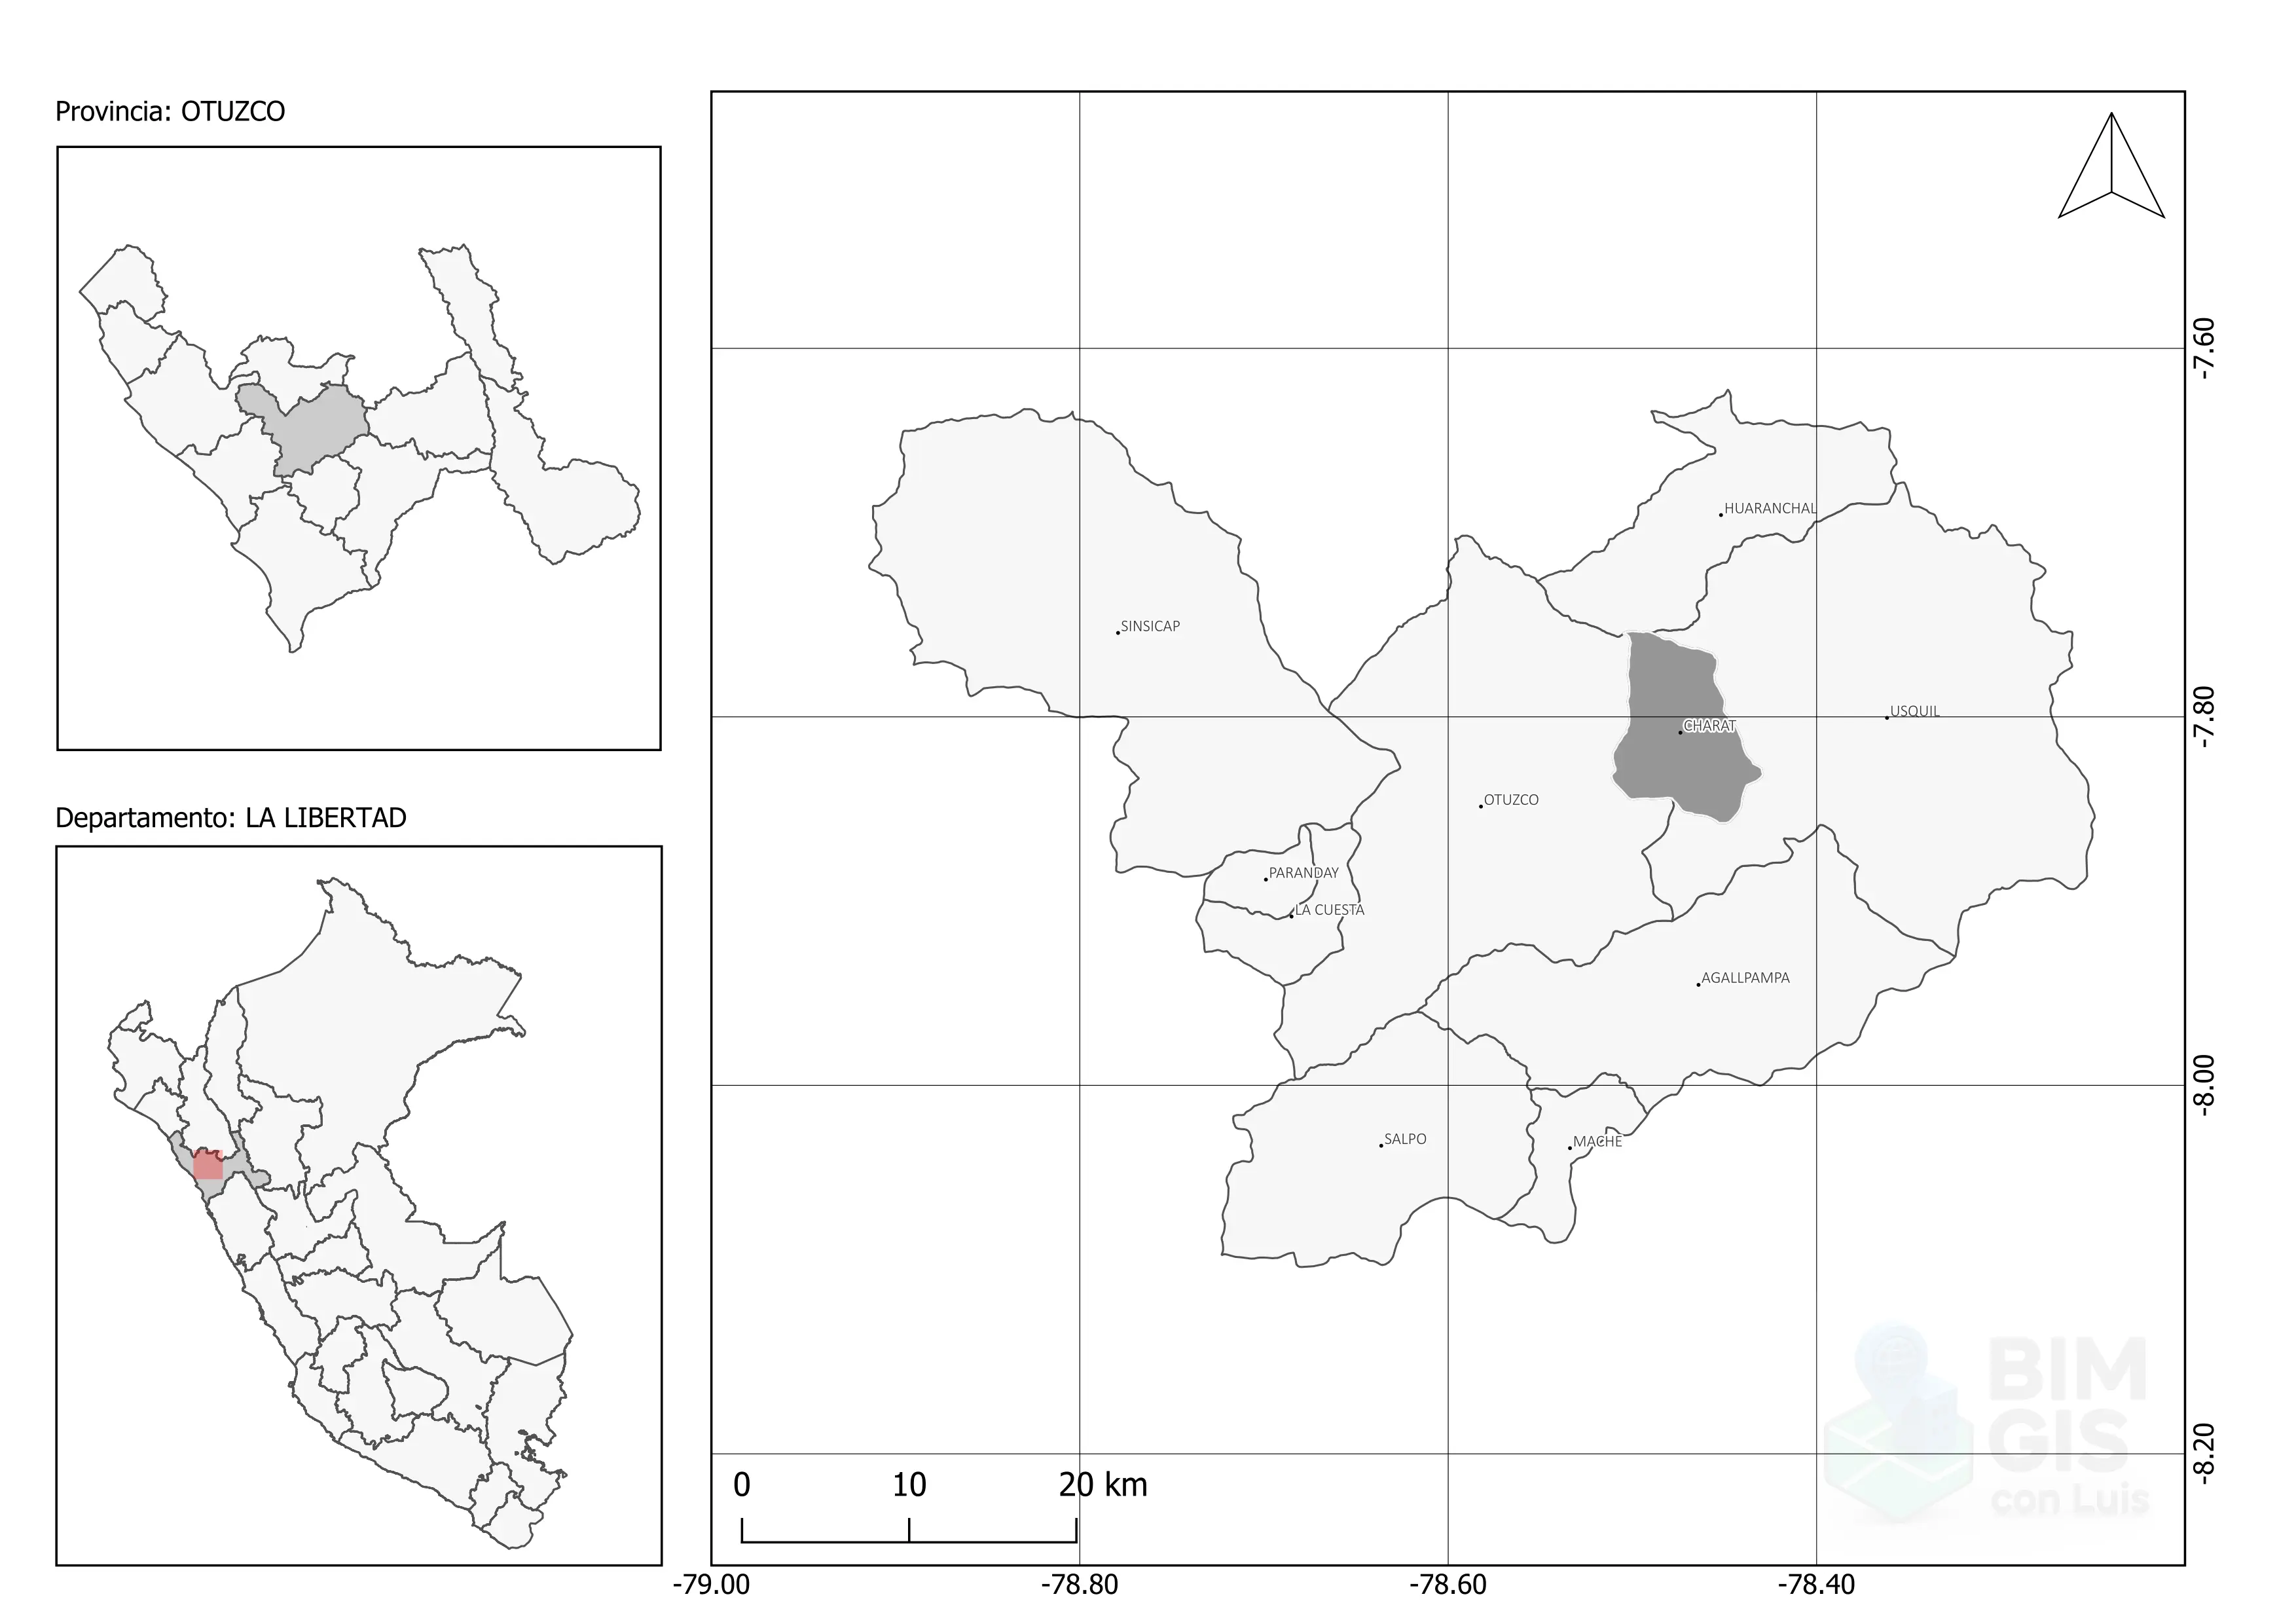 Provincia: OTUZCO
Departamento: LA LIBERTAD
HUARANCHAL
SINSICAP
USQUIL
CHARAT
OTUZCO
PARANDAY
LA CUESTA
AGALLPAMPA
SALPO
MACHE
-7.60
-7.80
-8.00
-8.20
BIM
GIS
con Luis
0 10 20 km
-79.00 -78.80 -78.60 -78.40